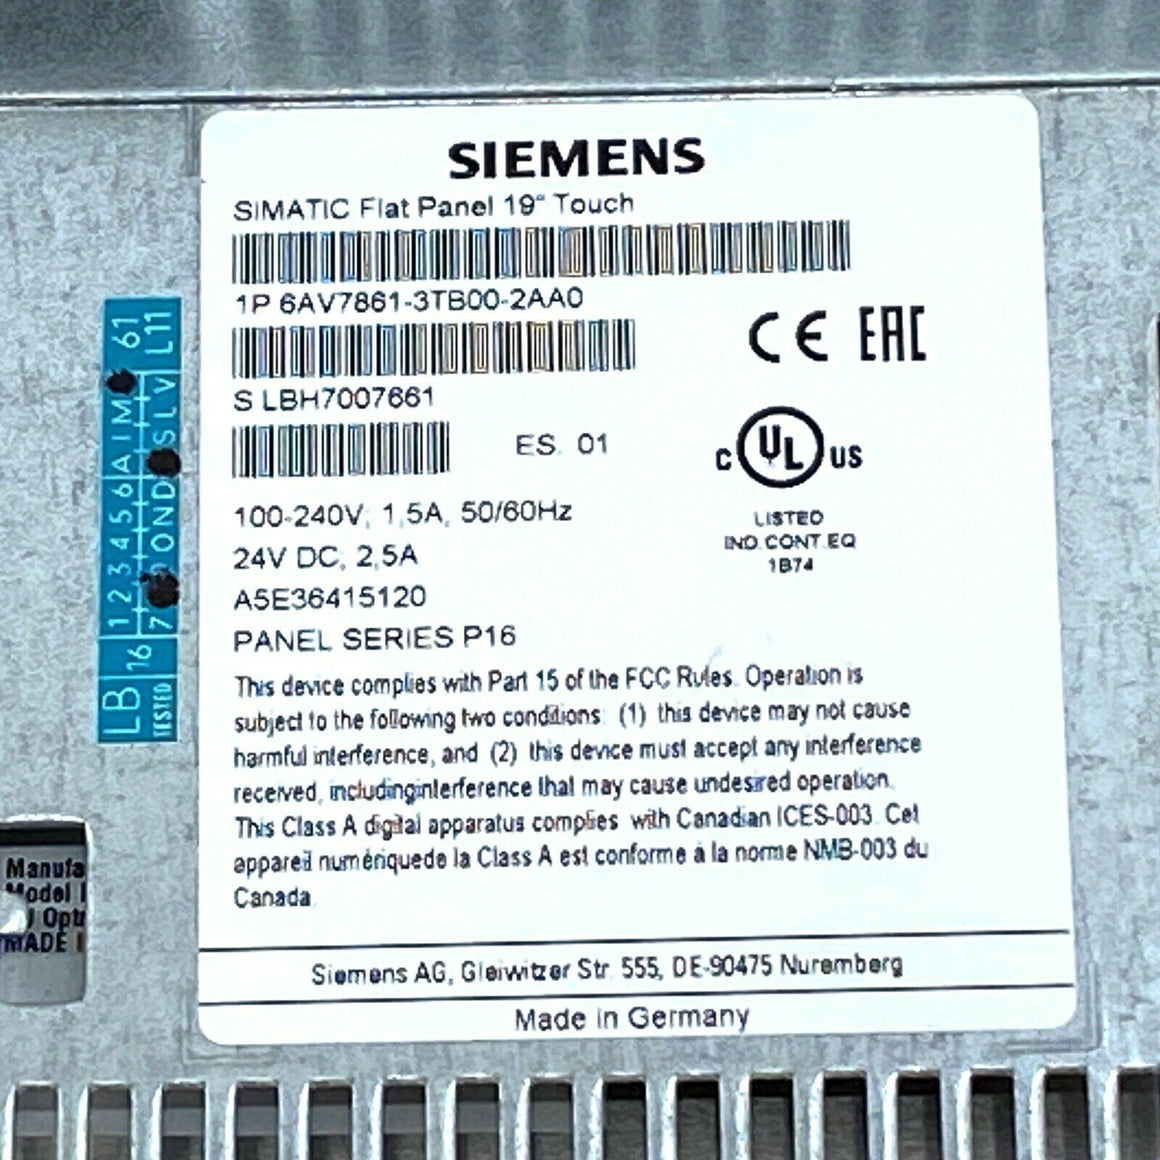 SIEMENS
SIMATIC Flat Panel 19" Touch
1P 6AV7861-3TB00-2AA0
S LBH7007661
ES. 01
100-240V; 1,5A, 50/60Hz
24V DC, 2,5A
A5E36415120
PANEL SERIES P16
CE EAC
C UL US
LISTED
IND.CONT.EQ
1B74
This device complies with Part 15 of the FCC Rules. Operation is
subject to the following two conditions: (1) this device may not cause
harmful interference, and (2) this device must accept any interference
received, includinginterference that may cause undesired operation.
This Class A digital apparatus complies with Canadian ICES-003. Cet
appareil numériquede la Class A est conforme à la norme NMB-003 du
Canada.
Siemens AG, Gleiwitzer Str. 555, DE-90475 Nuremberg
Made in Germany
LB 16 1 2 3 4 5 6 A I M 61
TESTED 7 O N D S L V L11
Manufa
Model
Opt
MADE I